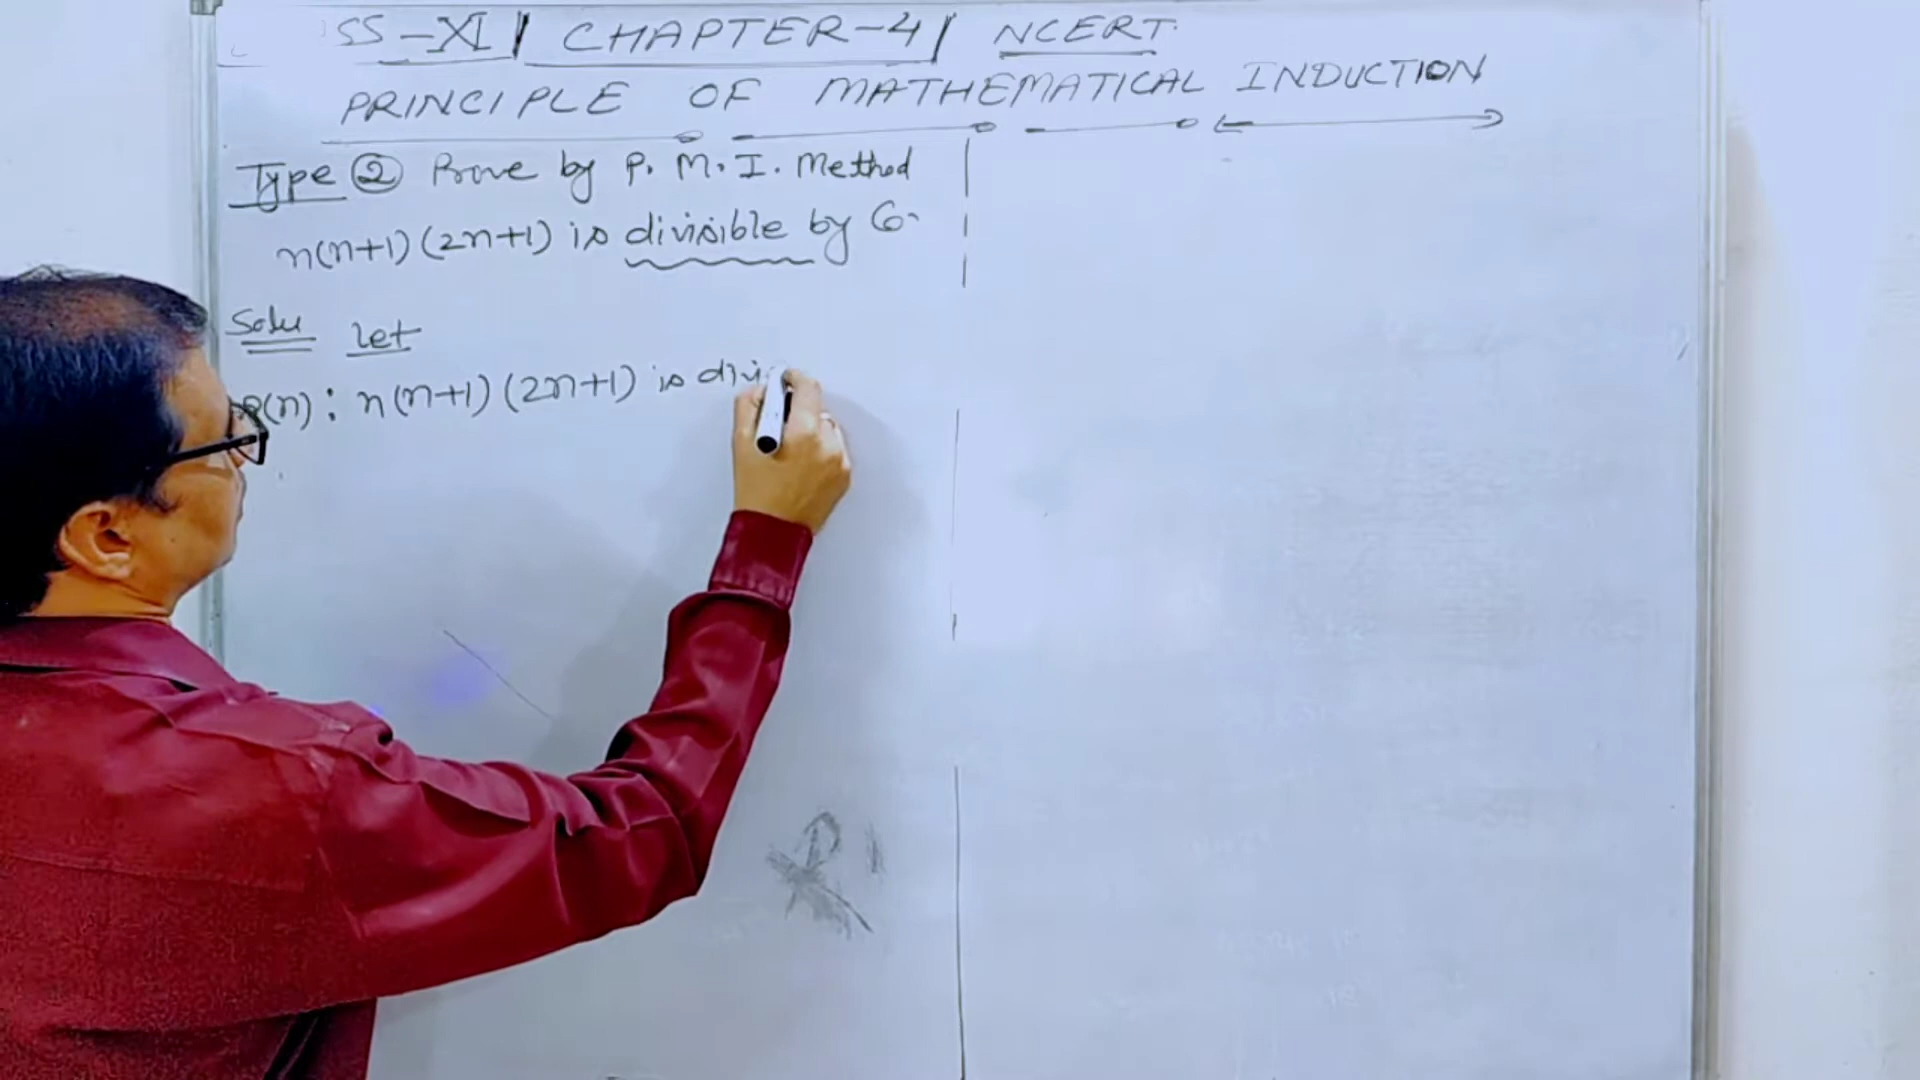 SS-XI | CHAPTER-4 | NCERT.
PRINCIPLE OF MATHEMATICAL INDUCTION
Type ② Prove by P. M. I. Method
n(n+1)(2n+1) is divisible by 6.
Solu Let
P(n): n(n+1)(2n+1) is divi